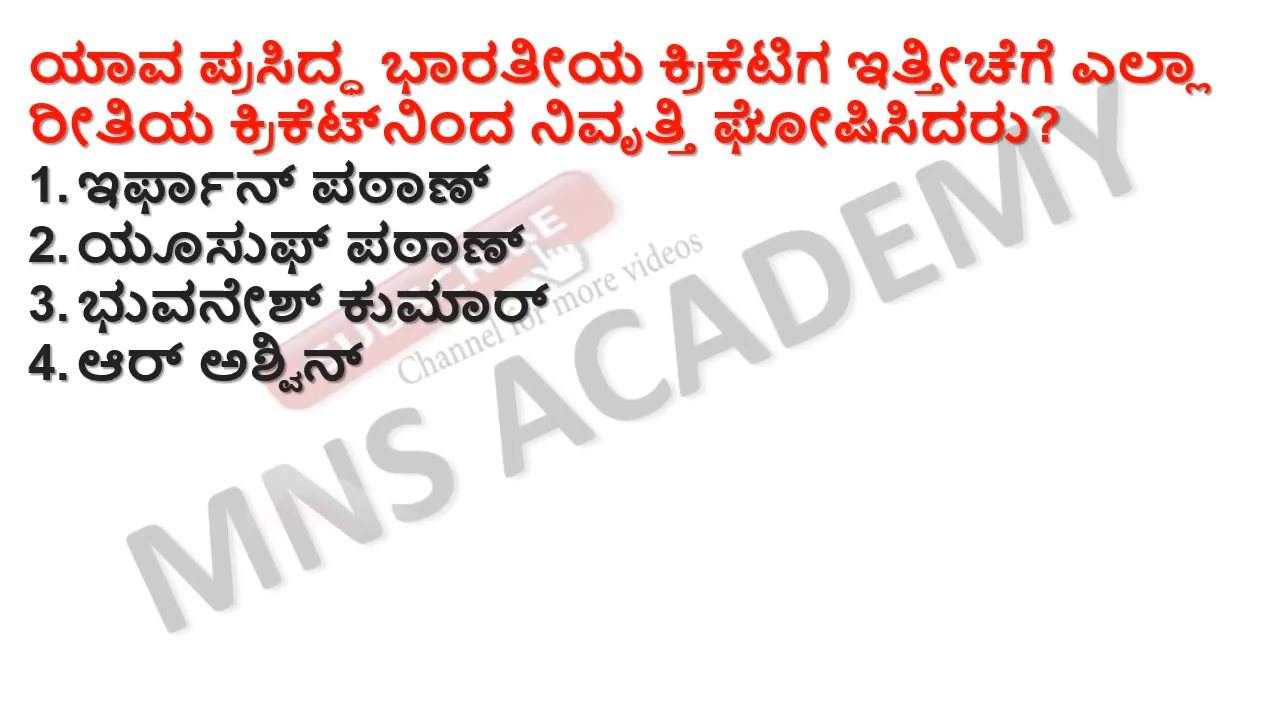 ಯಾವ ಪ್ರಸಿದ್ಧ ಭಾರತೀಯ ಕ್ರಿಕೆಟಿಗ ಇತ್ತೀಚೆಗೆ ಎಲ್ಲಾ
ರೀತಿಯ ಕ್ರಿಕೆಟ್‌ನಿಂದ ನಿವೃತ್ತಿ ಘೋಷಿಸಿದರು?
1. ಇರ್ಫಾನ್ ಪಠಾಣ್
2. ಯೂಸುಫ್ ಪಠಾಣ್
3. ಭುವನೇಶ್ ಕುಮಾರ್
4. ಆರ್ ಅಶ್ವಿನ್
SUBSCRIBE
Channel for more videos
MNS ACADEMY